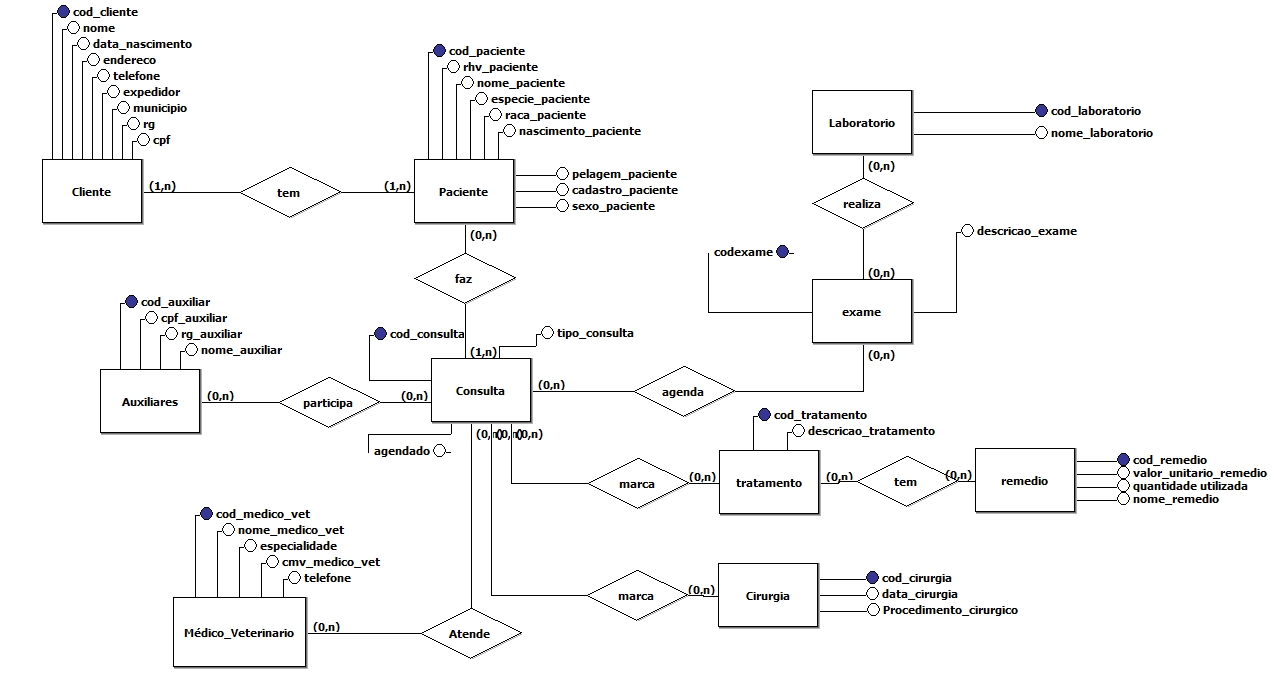 cod_cliente
nome
data_nascimento
endereco
telefone
expedidor
municipio
rg
cpf
Cliente
(1,n)
tem
(1,n)
cod_paciente
rhv_paciente
nome_paciente
especie_paciente
raca_paciente
nascimento_paciente
Paciente
pelagem_paciente
cadastro_paciente
sexo_paciente
(0,n)
faz
(1,n)
Laboratorio
cod_laboratorio
nome_laboratorio
(0,n)
realiza
(0,n)
codexame
descricao_exame
exame
(0,n)
cod_auxiliar
cpf_auxiliar
rg_auxiliar
nome_auxiliar
Auxiliares
(0,n)
participa
(0,n)
cod_consulta
tipo_consulta
Consulta
(0,n)
agenda
agendado
(0,n)
(0,n)
(0,n)
marca
(0,n)
cod_tratamento
descricao_tratamento
tratamento
(0,n)
tem
(0,n)
remedio
cod_remedio
valor_unitario_remedio
quantidade utilizada
nome_remedio
marca
(0,n)
Cirurgia
cod_cirurgia
data_cirurgia
Procedimento_cirurgico
cod_medico_vet
nome_medico_vet
especialidade
cmv_medico_vet
telefone
Médico_Veterinario
(0,n)
Atende